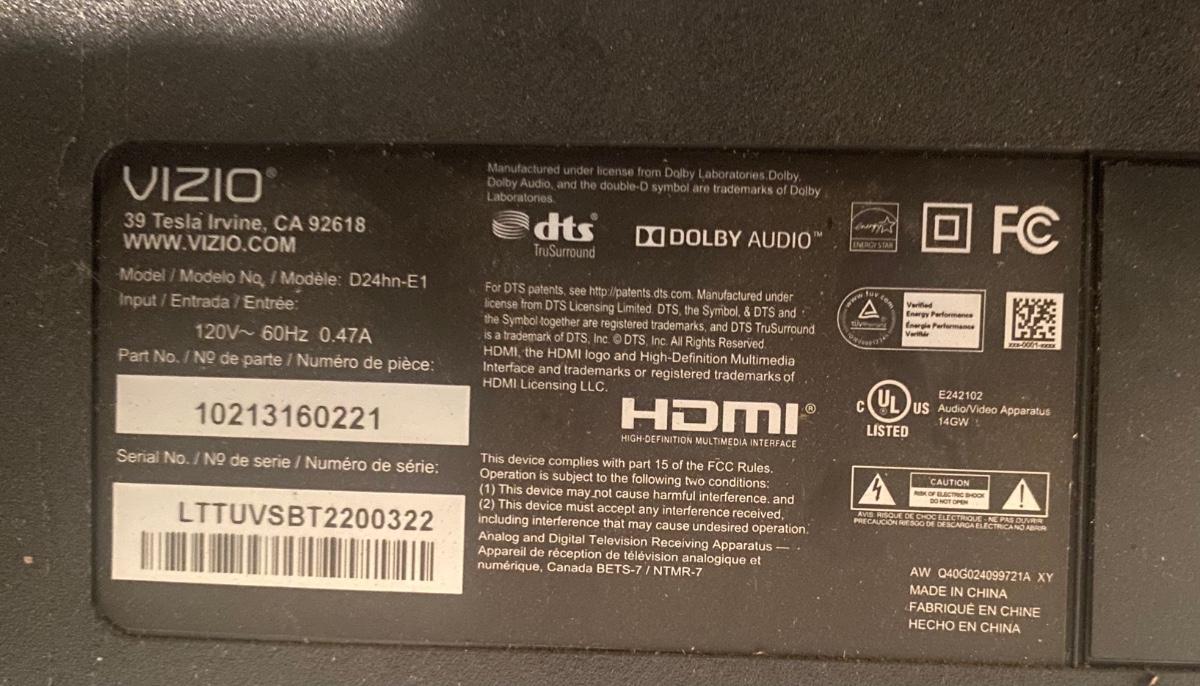 VIZIO®
39 Tesla Irvine, CA 92618
WWW.VIZIO.COM
Model / Modelo No. / Modèle: D24hn-E1
Input / Entrada / Entrée:
120V~ 60Hz 0.47A
Part No. / Nº de parte / Numéro de pièce:
10213160221
Serial No. / Nº de serie / Numéro de série:
LTTUVSBT2200322
Manufactured under license from Dolby Laboratories.Dolby,
Dolby Audio, and the double-D symbol are trademarks of Dolby
Laboratories.
dts®
TruSurround
DOLBY AUDIO™
For DTS patents, see http://patents.dts.com. Manufactured under
license from DTS Licensing Limited. DTS, the Symbol, & DTS and
the Symbol together are registered trademarks, and DTS TruSurround
is a trademark of DTS, Inc. © DTS, Inc. All Rights Reserved.
HDMI, the HDMI logo and High-Definition Multimedia
Interface and trademarks or registered trademarks of
HDMI Licensing LLC.
HDMI®
HIGH-DEFINITION MULTIMEDIA INTERFACE
This device complies with part 15 of the FCC Rules.
Operation is subject to the following two conditions:
(1) This device may not cause harmful interference. and
(2) This device must accept any interference received,
including interference that may cause undesired operation.
Analog and Digital Television Receiving Apparatus —
Appareil de réception de télévision analogique et
numérique, Canada BETS-7 / NTMR-7
energy
ENERGY STAR
FC
www.tuv.com
Verified
Energy Performance
Énergie Performance
Vérifiér
xxx-0001-xxxx
C UL US
LISTED
E242102
Audio/Video Apparatus
14GW
CAUTION
RISK OF ELECTRIC SHOCK
DO NOT OPEN
AVIS: RISQUE DE CHOC ELECTRIQUE - NE PAS OUVRIR
PRECAUCIÓN RIESGO DE DESCARGA ELECTRICA NO ABRIR
AW Q40G024099721A XY
MADE IN CHINA
FABRIQUÉ EN CHINE
HECHO EN CHINA